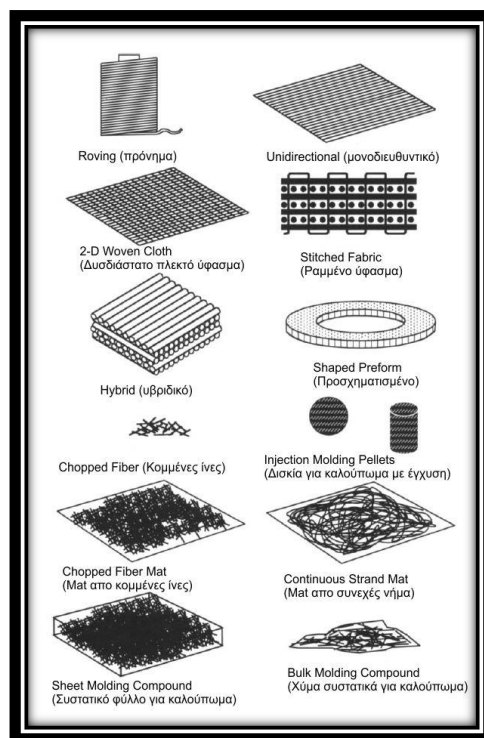 Roving (πρόνημα)
Unidirectional (μονοδιευθυντικό)
2-D Woven Cloth
(Δυσδιάστατο πλεκτό ύφασμα)
Stitched Fabric
(Ραμμένο ύφασμα)
Hybrid (υβριδικό)
Shaped Preform
(Προσχηματισμένο)
Chopped Fiber (Κομμένες ίνες)
Injection Molding Pellets
(Δισκία για καλούπωμα με έγχυση)
Chopped Fiber Mat
(Mat απο κομμένες ίνες)
Continuous Strand Mat
(Mat απο συνεχές νήμα)
Sheet Molding Compound
(Συστατικό φύλλο για καλούπωμα)
Bulk Molding Compound
(Χύμα συστατικά για καλούπωμα)